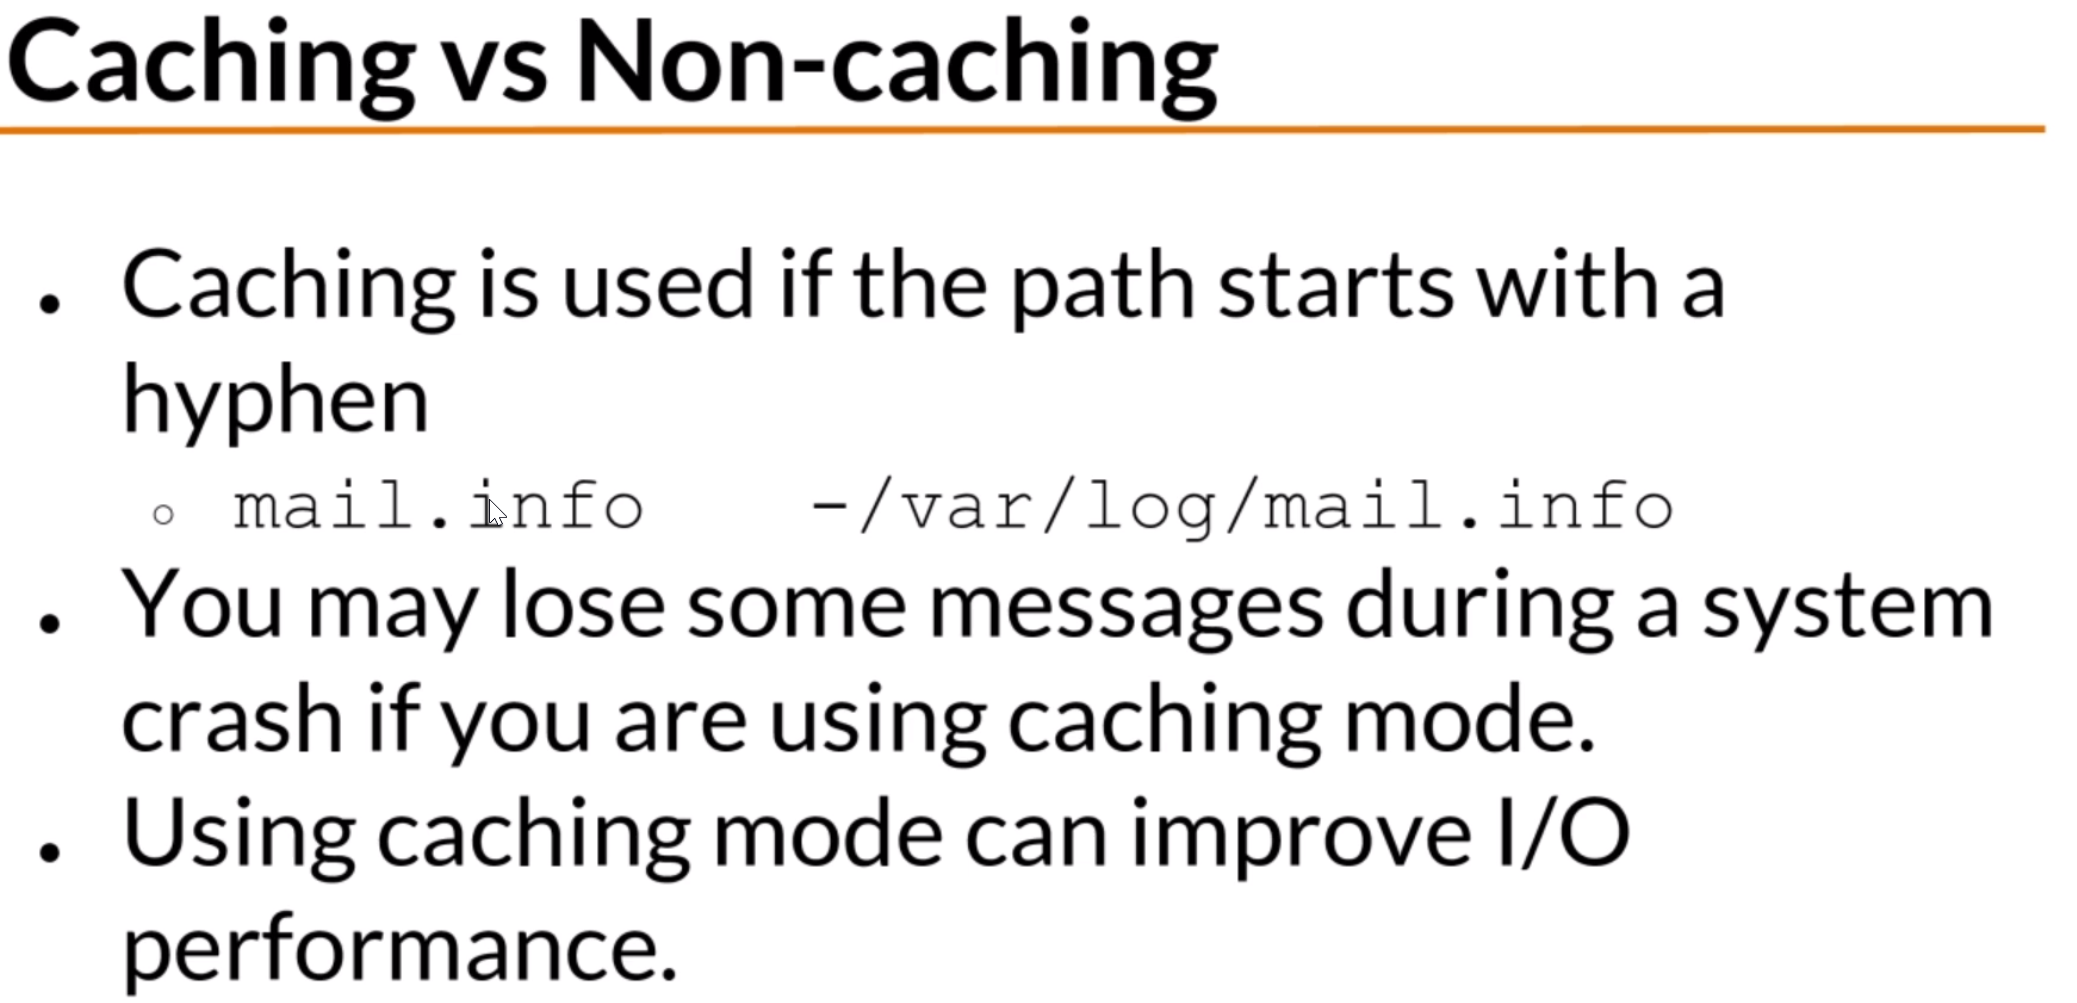 Caching vs Non-caching
• Caching is used if the path starts with a
hyphen
○ mail.info -/var/log/mail.info
• You may lose some messages during a system
crash if you are using caching mode.
• Using caching mode can improve I/O
performance.